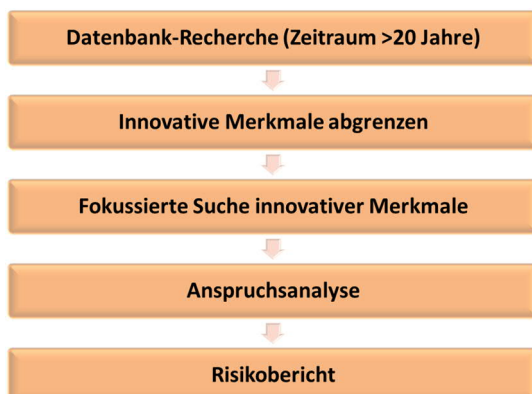 Datenbank-Recherche (Zeitraum >20 Jahre)
Innovative Merkmale abgrenzen
Fokussierte Suche innovativer Merkmale
Anspruchsanalyse
Risikobericht